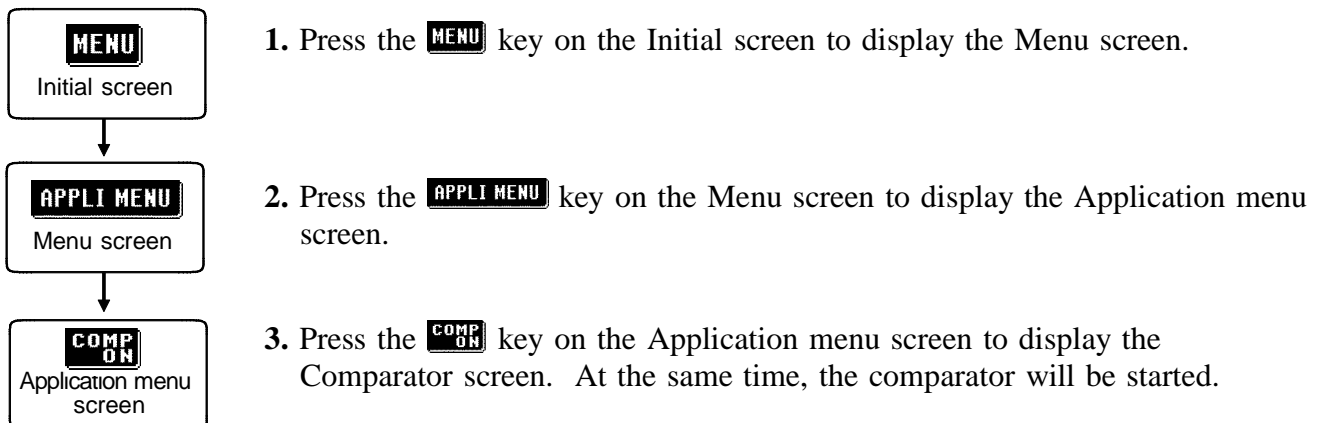 MENU
Initial screen
1. Press the MENU key on the Initial screen to display the Menu screen.
APPLI MENU
Menu screen
2. Press the APPLI MENU key on the Menu screen to display the Application menu
screen.
COMP
ON
Application menu
screen
3. Press the COMP ON key on the Application menu screen to display the
Comparator screen. At the same time, the comparator will be started.